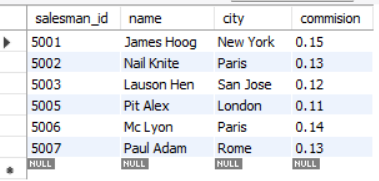 salesman_id name city commision
5001 James Hoog New York 0.15
5002 Nail Knite Paris 0.13
5003 Lauson Hen San Jose 0.12
5005 Pit Alex London 0.11
5006 Mc Lyon Paris 0.14
5007 Paul Adam Rome 0.13
NULL NULL NULL NULL